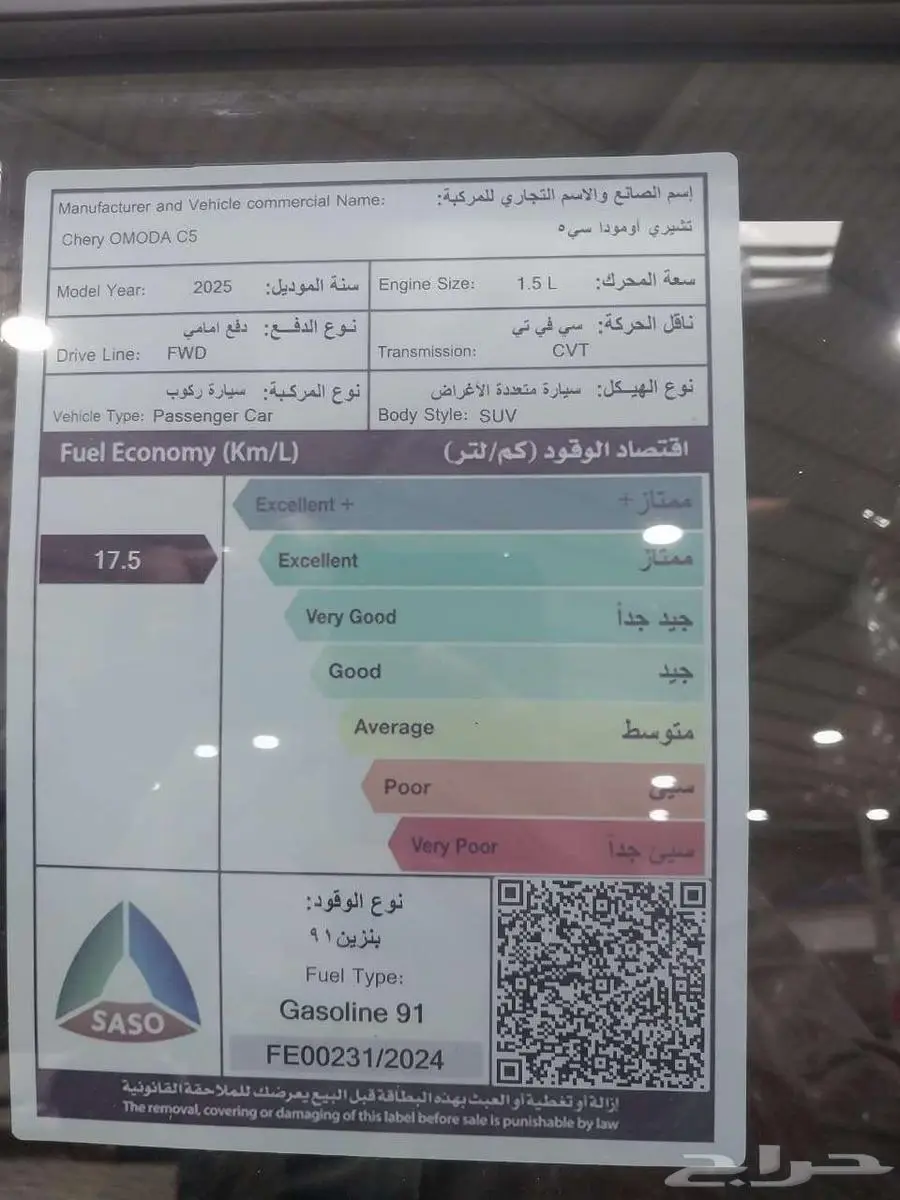 Manufacturer and Vehicle commercial Name: إسم الصانع والاسم التجاري للمركبة:
Chery OMODA C5 تشيري أومودا سي٥
Model Year: 2025 سنة الموديل:
Engine Size: 1.5 L سعة المحرك:
نوع الدفـع: دفع امامي
Drive Line: FWD
ناقل الحركة: سي في تي
Transmission: CVT
نوع المركبة: سيارة ركوب
Vehicle Type: Passenger Car
نوع الهيكل: سيارة متعددة الأغراض
Body Style: SUV
Fuel Economy (Km/L) اقتصاد الوقود (كم/لتر)
Excellent + ممتاز+
17.5
Excellent ممتاز
Very Good جيد جداً
Good جيد
Average متوسط
Poor سيئ
Very Poor سيئ جداً
SASO
نوع الوقود:
بنزين ٩١
Fuel Type:
Gasoline 91
FE00231/2024
إزالة أو تغطية أو العبث بهذه البطاقة قبل البيع يعرضك للملاحقة القانونية
The removal, covering or damaging of this label before sale is punishable by law
حراج